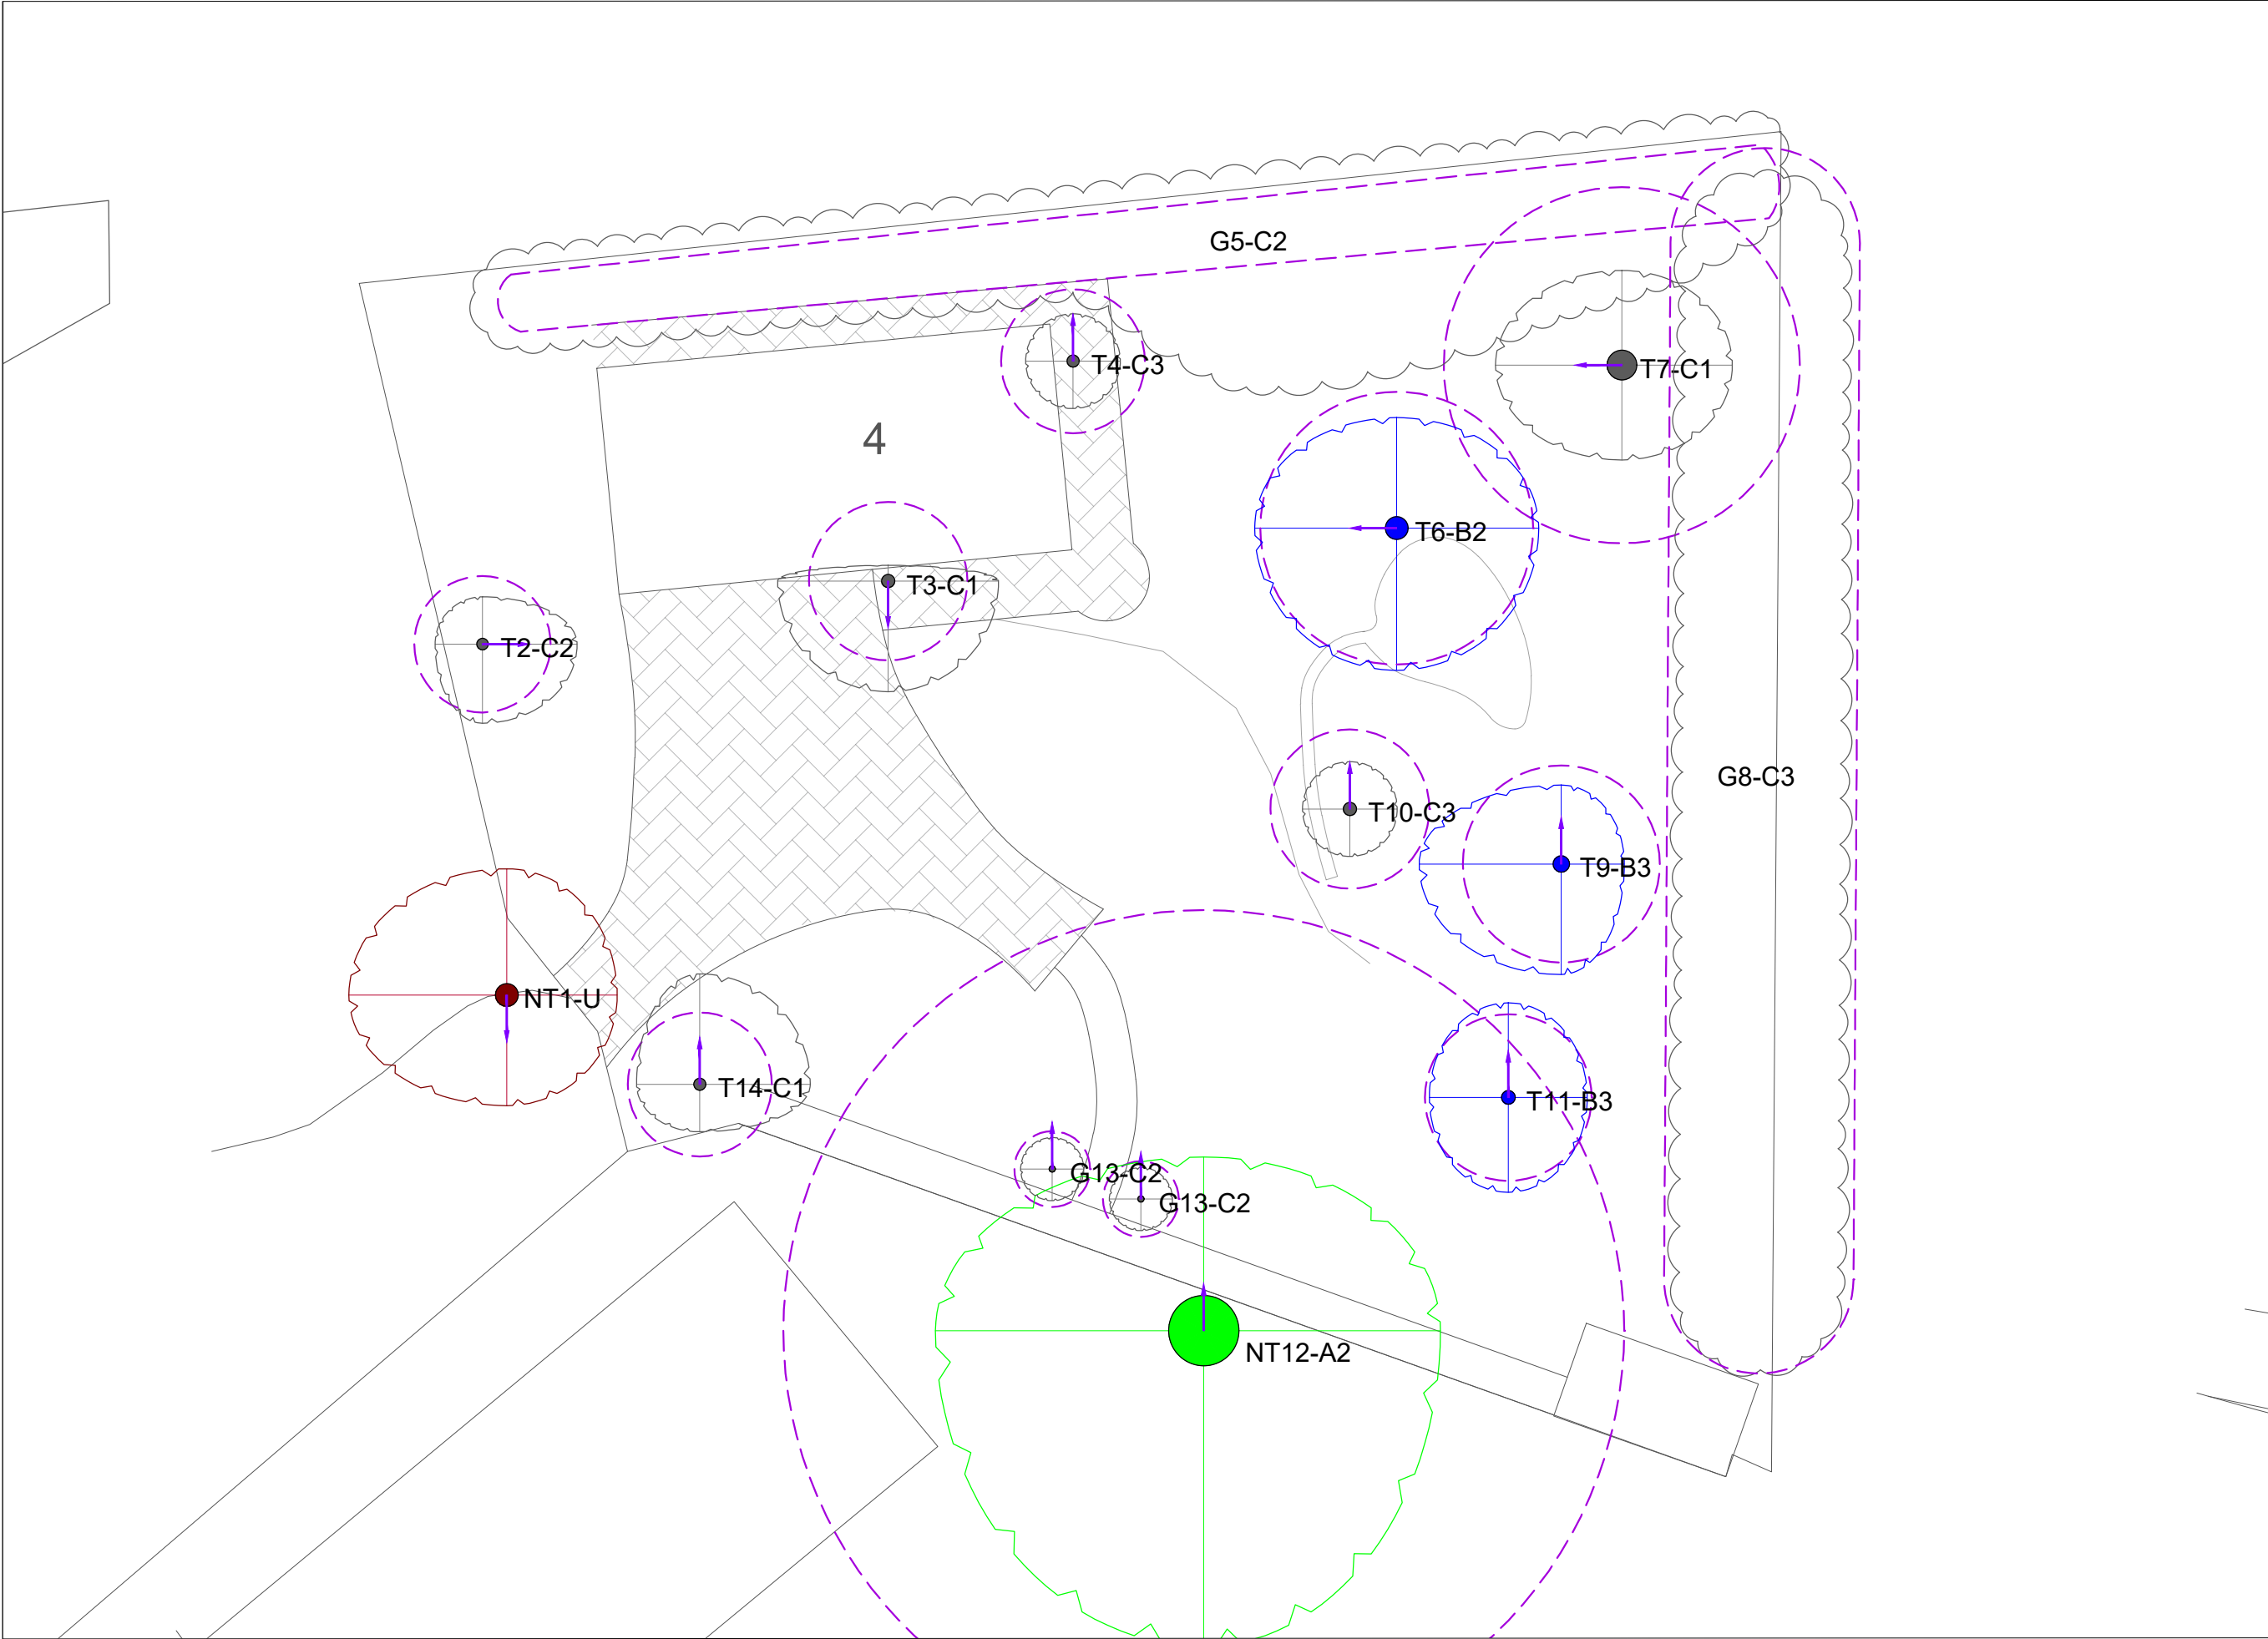 G5-C2
T4-C3
T7-C1
4
T6-B2
T3-C1
T2-C2
G8-C3
T10-C3
T9-B3
NT1-U
T14-C1
T11-B3
G13-C2
G13-C2
NT12-A2